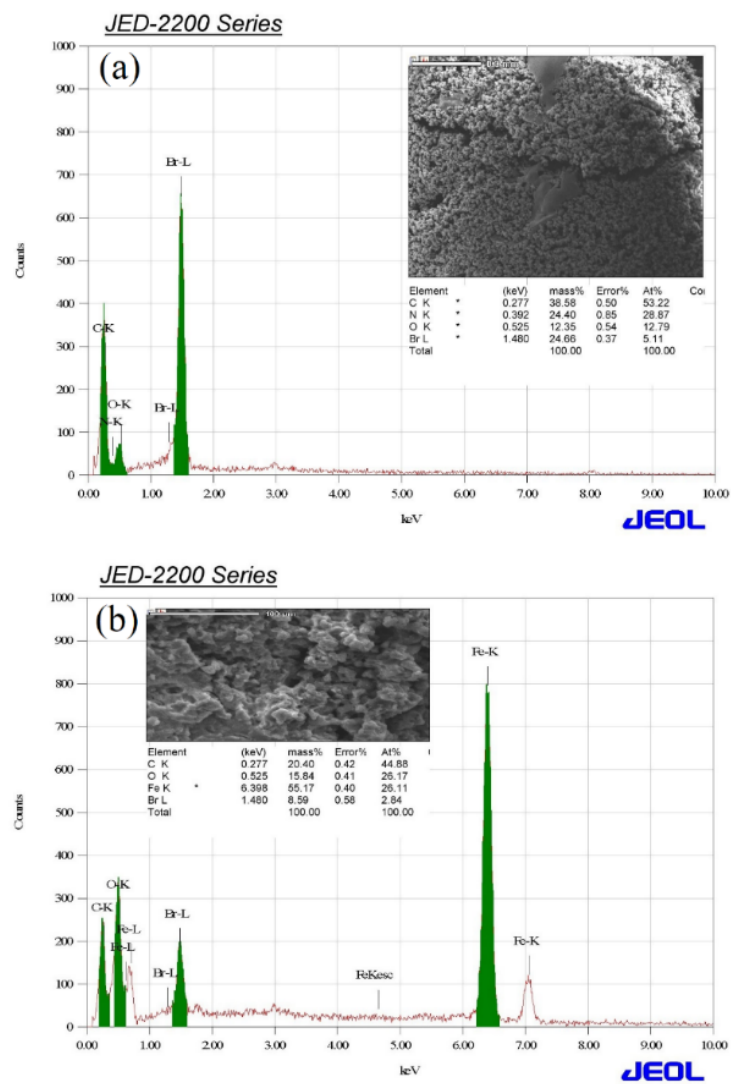 JED-2200 Series
(a)
1000
900
800
700
600
500
400
300
200
100
0
Counts
Br-L
C-K
O-K
N-K
Br-L
Element (keV) mass% Error% At%
C K * 0.277 38.58 0.50 53.22
N K * 0.392 24.40 0.85 28.87
O K * 0.525 12.35 0.54 12.79
Br L * 1.480 24.66 0.37 5.11
Total 100.00 100.00
0.00 1.00 2.00 3.00 4.00 5.00 6.00 7.00 8.00 9.00 10.00
keV
JEOL
JED-2200 Series
(b)
1000
900
800
700
600
500
400
300
200
100
0
Counts
Element (keV) mass% Error% At%
C K 0.277 20.40 0.42 44.88
O K 0.525 15.84 0.41 26.17
Fe K * 6.398 55.17 0.40 26.11
Br L 1.480 8.59 0.58 2.84
Total 100.00 100.00
Fe-K
O-K
C-K
Fe-L
Fe-L
Br-L
Br-L
FeKesc
Fe-K
0.00 1.00 2.00 3.00 4.00 5.00 6.00 7.00 8.00 9.00 10.00
keV
JEOL